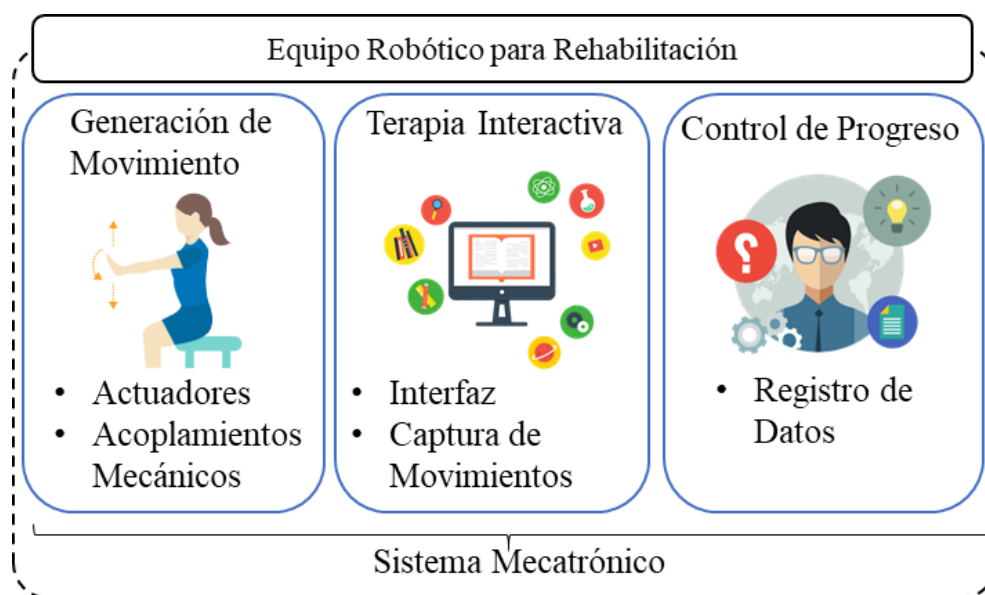 Equipo Robótico para Rehabilitación
Generación de
Movimiento
• Actuadores
• Acoplamientos
Mecánicos
Terapia Interactiva
• Interfaz
• Captura de
Movimientos
Control de Progreso
?
• Registro de
Datos
Sistema Mecatrónico